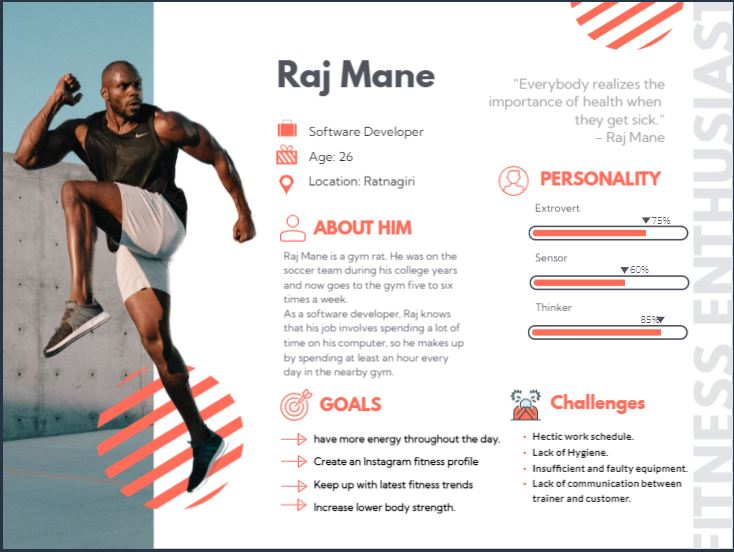 Raj Mane
Software Developer
Age: 26
Location: Ratnagiri
"Everybody realizes the
importance of health when
they get sick."
– Raj Mane
ABOUT HIM
Raj Mane is a gym rat. He was on the
soccer team during his college years
and now goes to the gym five to six
times a week.
As a software developer, Raj knows
that his job involves spending a lot of
time on his computer, so he makes up
by spending at least an hour every
day in the nearby gym.
PERSONALITY
Extrovert
75%
Sensor
60%
Thinker
85%
GOALS
have more energy throughout the day.
Create an Instagram fitness profile
Keep up with latest fitness trends
Increase lower body strength.
Challenges
Hectic work schedule.
Lack of Hygiene.
Insufficient and faulty equipment.
Lack of communication between
trainer and customer.
FITNESS ENTHUSIAST